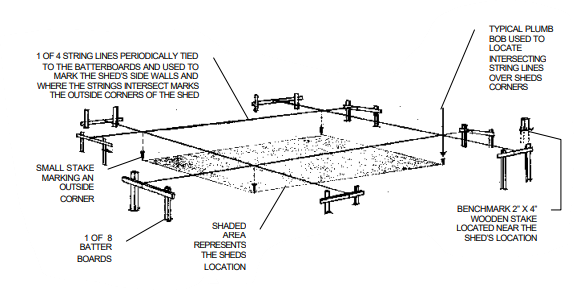 1 OF 4 STRING LINES PERIODICALLY TIED
TO THE BATTERBOARDS AND USED TO
MARK THE SHED'S SIDE WALLS AND
WHERE THE STRINGS INTERSECT MARKS
THE OUTSIDE CORNERS OF THE SHED
TYPICAL PLUMB
BOB USED TO
LOCATE
INTERSECTING
STRING LINES
OVER SHEDS
CORNERS
SMALL STAKE
MARKING AN
OUTSIDE
CORNER
1 OF 8
BATTER
BOARDS
SHADED
AREA
REPRESENTS
THE SHEDS
LOCATION
BENCHMARK 2" X 4"
WOODEN STAKE
LOCATED NEAR THE
SHED'S LOCATION